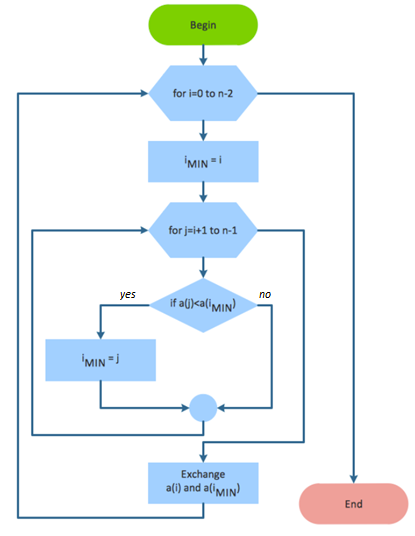 Begin
for i=0 to n-2
iMIN = i
for j=i+1 to n-1
yes
if a(j)<a(iMIN)
no
iMIN = j
Exchange
a(i) and a(iMIN)
End